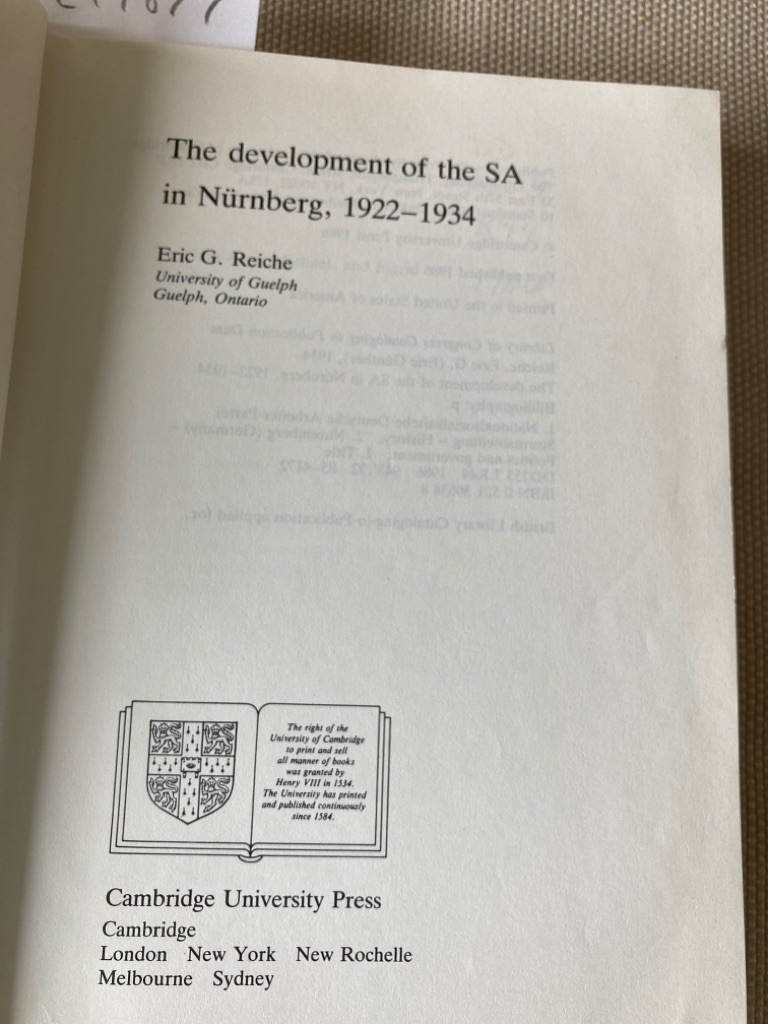 The development of the SA
in Nürnberg, 1922–1934
Eric G. Reiche
University of Guelph
Guelph, Ontario
The right of the
University of Cambridge
to print and sell
all manner of books
was granted by
Henry VIII in 1534.
The University has printed
and published continuously
since 1584.
Cambridge University Press
Cambridge
London New York New Rochelle
Melbourne Sydney